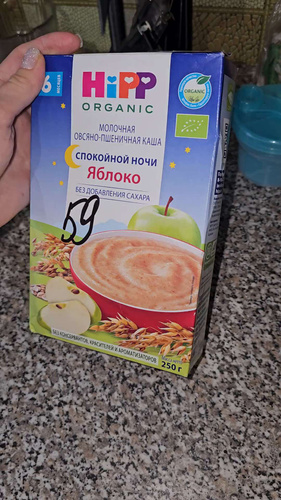 6
МЕСЯЦЕВ
HiPP
ORGANIC
ORGANIC
МОЛОЧНАЯ
ОВСЯНО-ПШЕНИЧНАЯ КАША
СПОКОЙНОЙ НОЧИ
ЯБЛОКО
БЕЗ ДОБАВЛЕНИЯ САХАРА
59
БЕЗ КОНСЕРВАНТОВ, КРАСИТЕЛЕЙ И АРОМАТИЗАТОРОВ
250 г